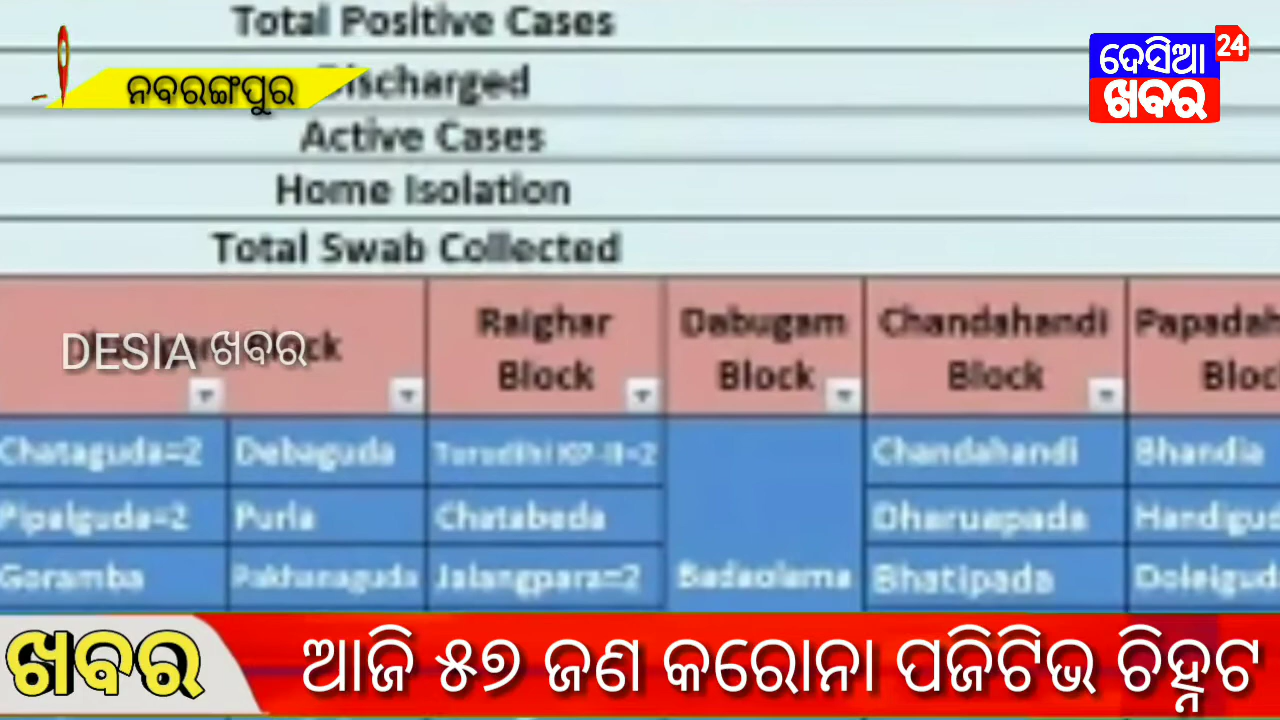 Total Positive Cases
ନବରଙ୍ଗପୁର Discharged
ଦେସିଆ 24
ଖବର
Active Cases
Home Isolation
Total Swab Collected
Block Raighar Block Dabugam Block Chandahandi Block
DESIA ଖବର
Chataguda=2 Debaguda =2 Chandahandi Bhandia
Pipalguda=2 Purla Chatabeda Dharuapada
Goramba Pakhanaguda Jalangpara=2 Badaolama Bhatipada
ଖବର ଆଜି ୫୭ ଜଣ କରୋନା ପଜିଟିଭ ଚିହ୍ନଟ